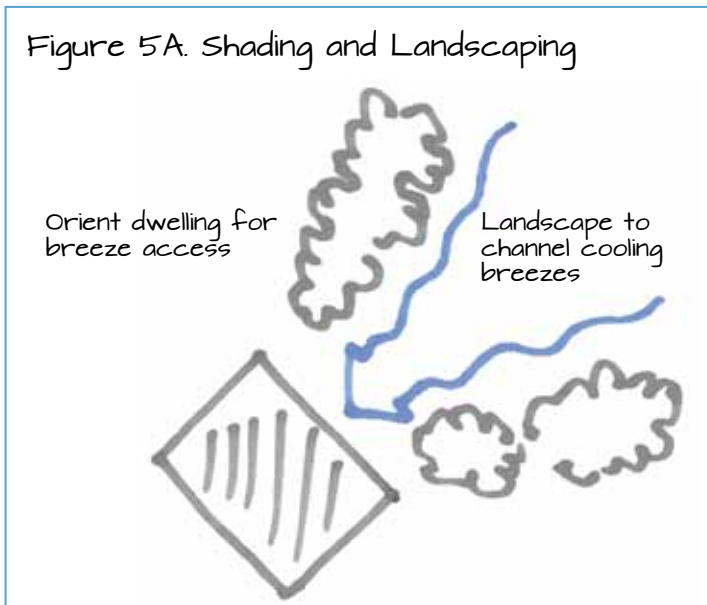 Figure 5A. Shading and Landscaping
Orient dwelling for
breeze access
Landscape to
channel cooling
breezes